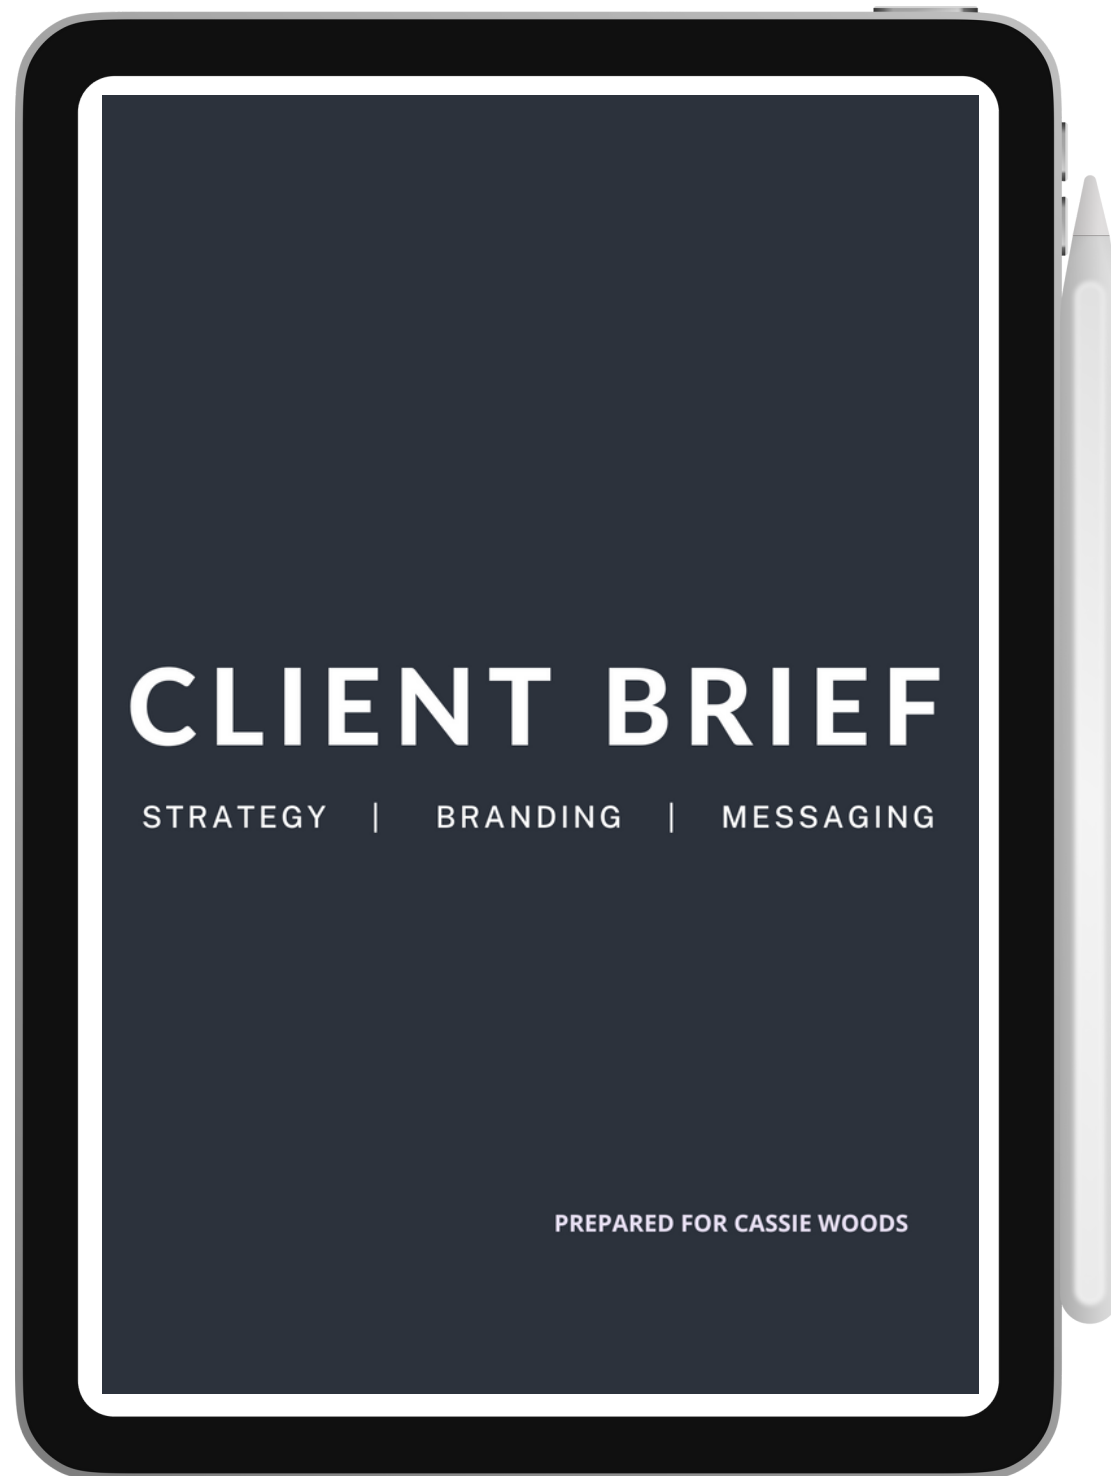 CLIENT BRIEF
STRATEGY | BRANDING | MESSAGING
PREPARED FOR CASSIE WOODS